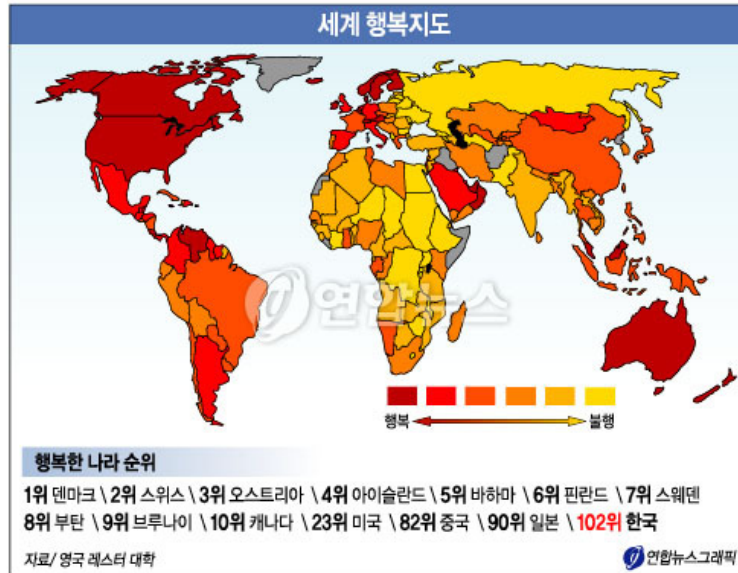 세계 행복지도
연합뉴스
행복 불행
행복한 나라 순위
1위 덴마크 \ 2위 스위스 \ 3위 오스트리아 \ 4위 아이슬란드 \ 5위 바하마 \ 6위 핀란드 \ 7위 스웨덴
8위 부탄 \ 9위 브루나이 \ 10위 캐나다 \ 23위 미국 \ 82위 중국 \ 90위 일본 \ 102위 한국
자료/ 영국 레스터 대학 연합뉴스그래픽